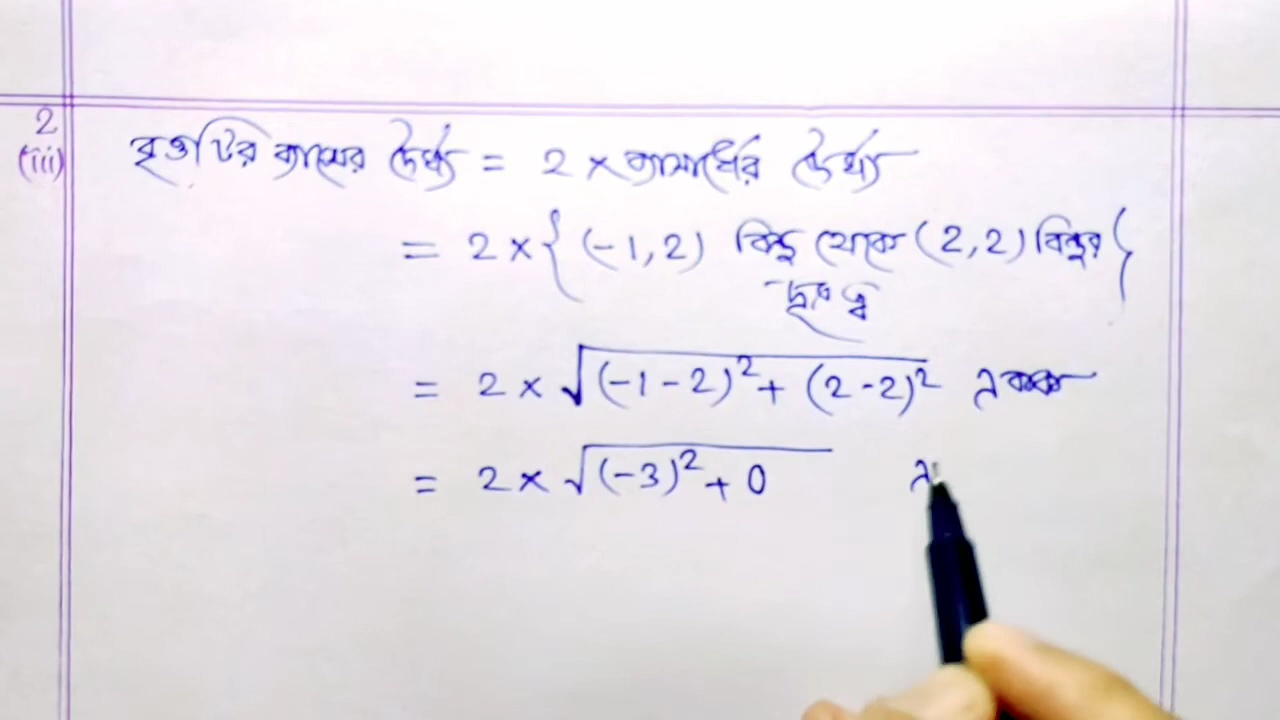 2
(iii) বৃত্তটির ব্যাসের দৈর্ঘ্য = 2 × ব্যাসার্ধের দৈর্ঘ্য
= 2 × { (-1, 2) বিন্দু থেকে (2, 2) বিন্দুর }
দূরত্ব
= 2 × √(-1 - 2)² + (2 - 2)² একক
= 2 × √(-3)² + 0